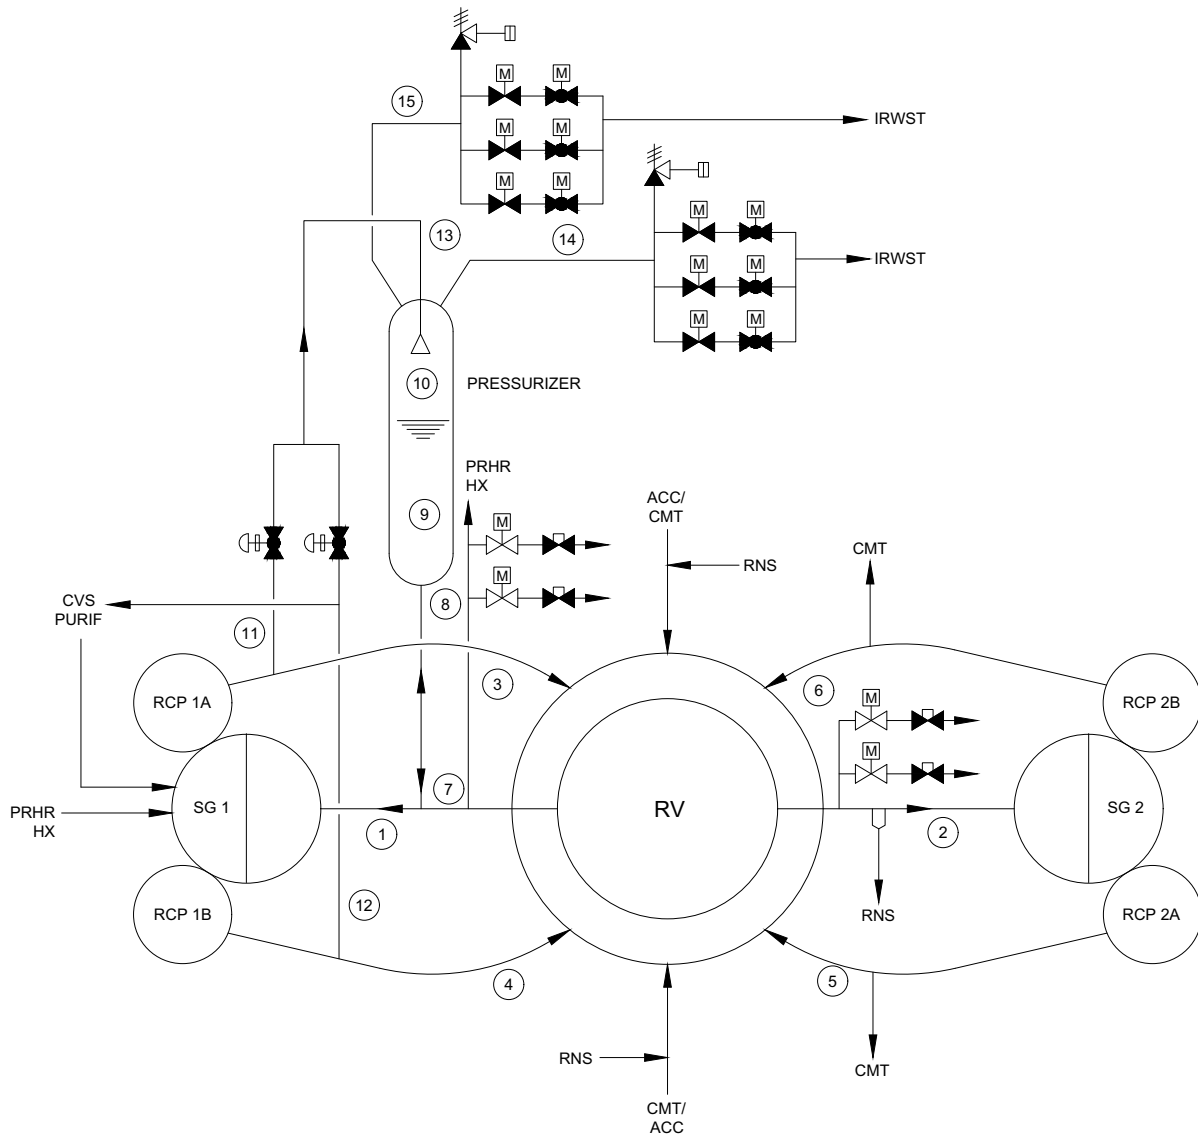 M
M
15
IRWST
M
M
M
M
M
M
13
14
M
M
IRWST
M
M
M
M
10
PRESSURIZER
PRHR
HX
ACC/
CMT
9
M
CMT
RNS
M
CVS
PURIF
8
11
3
6
RCP 1A
M
RCP 2B
M
7
SG 1
RV
SG 2
PRHR
HX
1
2
12
RCP 1B
RNS
RCP 2A
4
5
RNS
CMT
CMT/
ACC